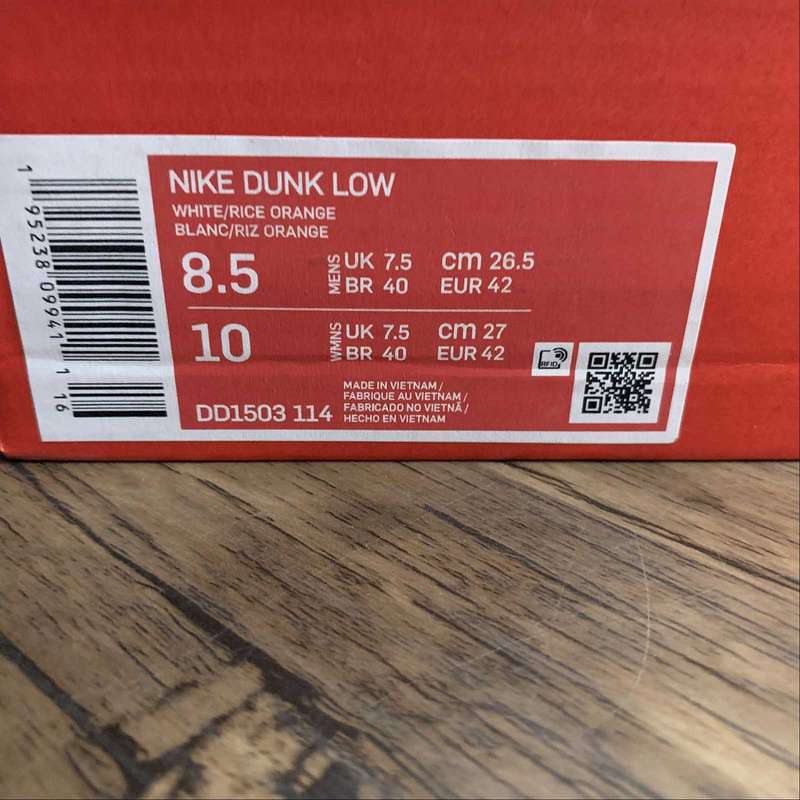 NIKE DUNK LOW
WHITE/RICE ORANGE
BLANC/RIZ ORANGE
8.5
MENS
UK 7.5 cm 26.5
BR 40 EUR 42
10
WMNS
UK 7.5 cm 27
BR 40 EUR 42
RFID
DD1503 114
MADE IN VIETNAM /
FABRIQUE AU VIETNAM /
FABRICADO NO VIETNÃ /
HECHO EN VIETNAM
1 95238 09941 1 16